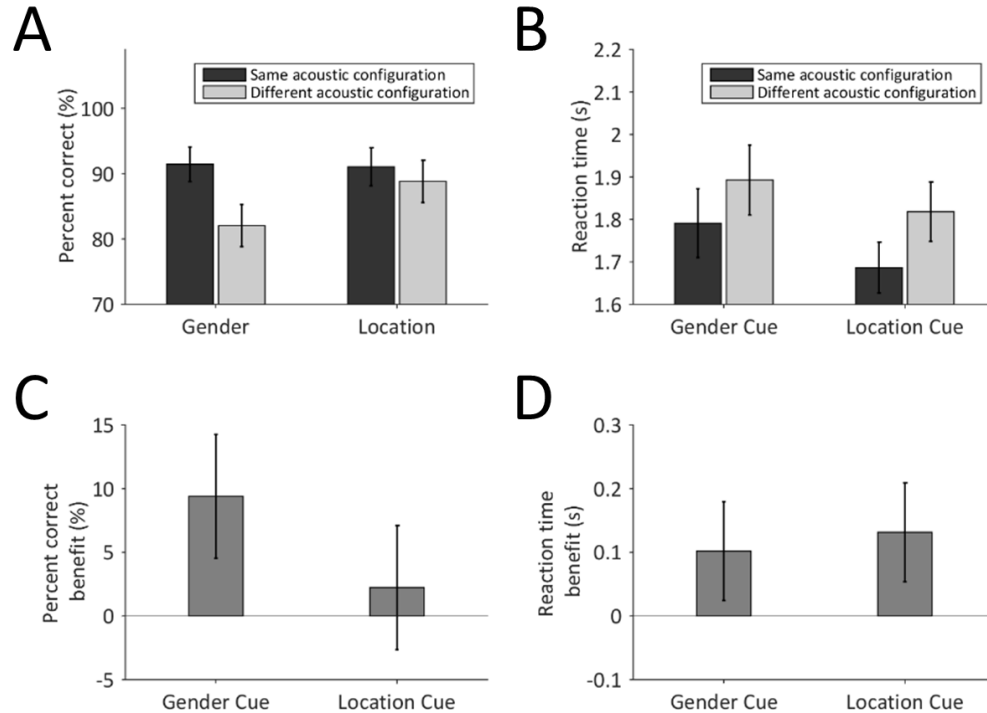 A
Percent correct (%)
100
90
80
70
Same acoustic configuration
Different acoustic configuration
Gender
Location
B
Reaction time (s)
2.2
2.1
2
1.9
1.8
1.7
1.6
Same acoustic configuration
Different acoustic configuration
Gender Cue
Location Cue
C
Percent correct
benefit (%)
15
10
5
0
-5
Gender Cue
Location Cue
D
Reaction time
benefit (s)
0.3
0.2
0.1
0
-0.1
Gender Cue
Location Cue